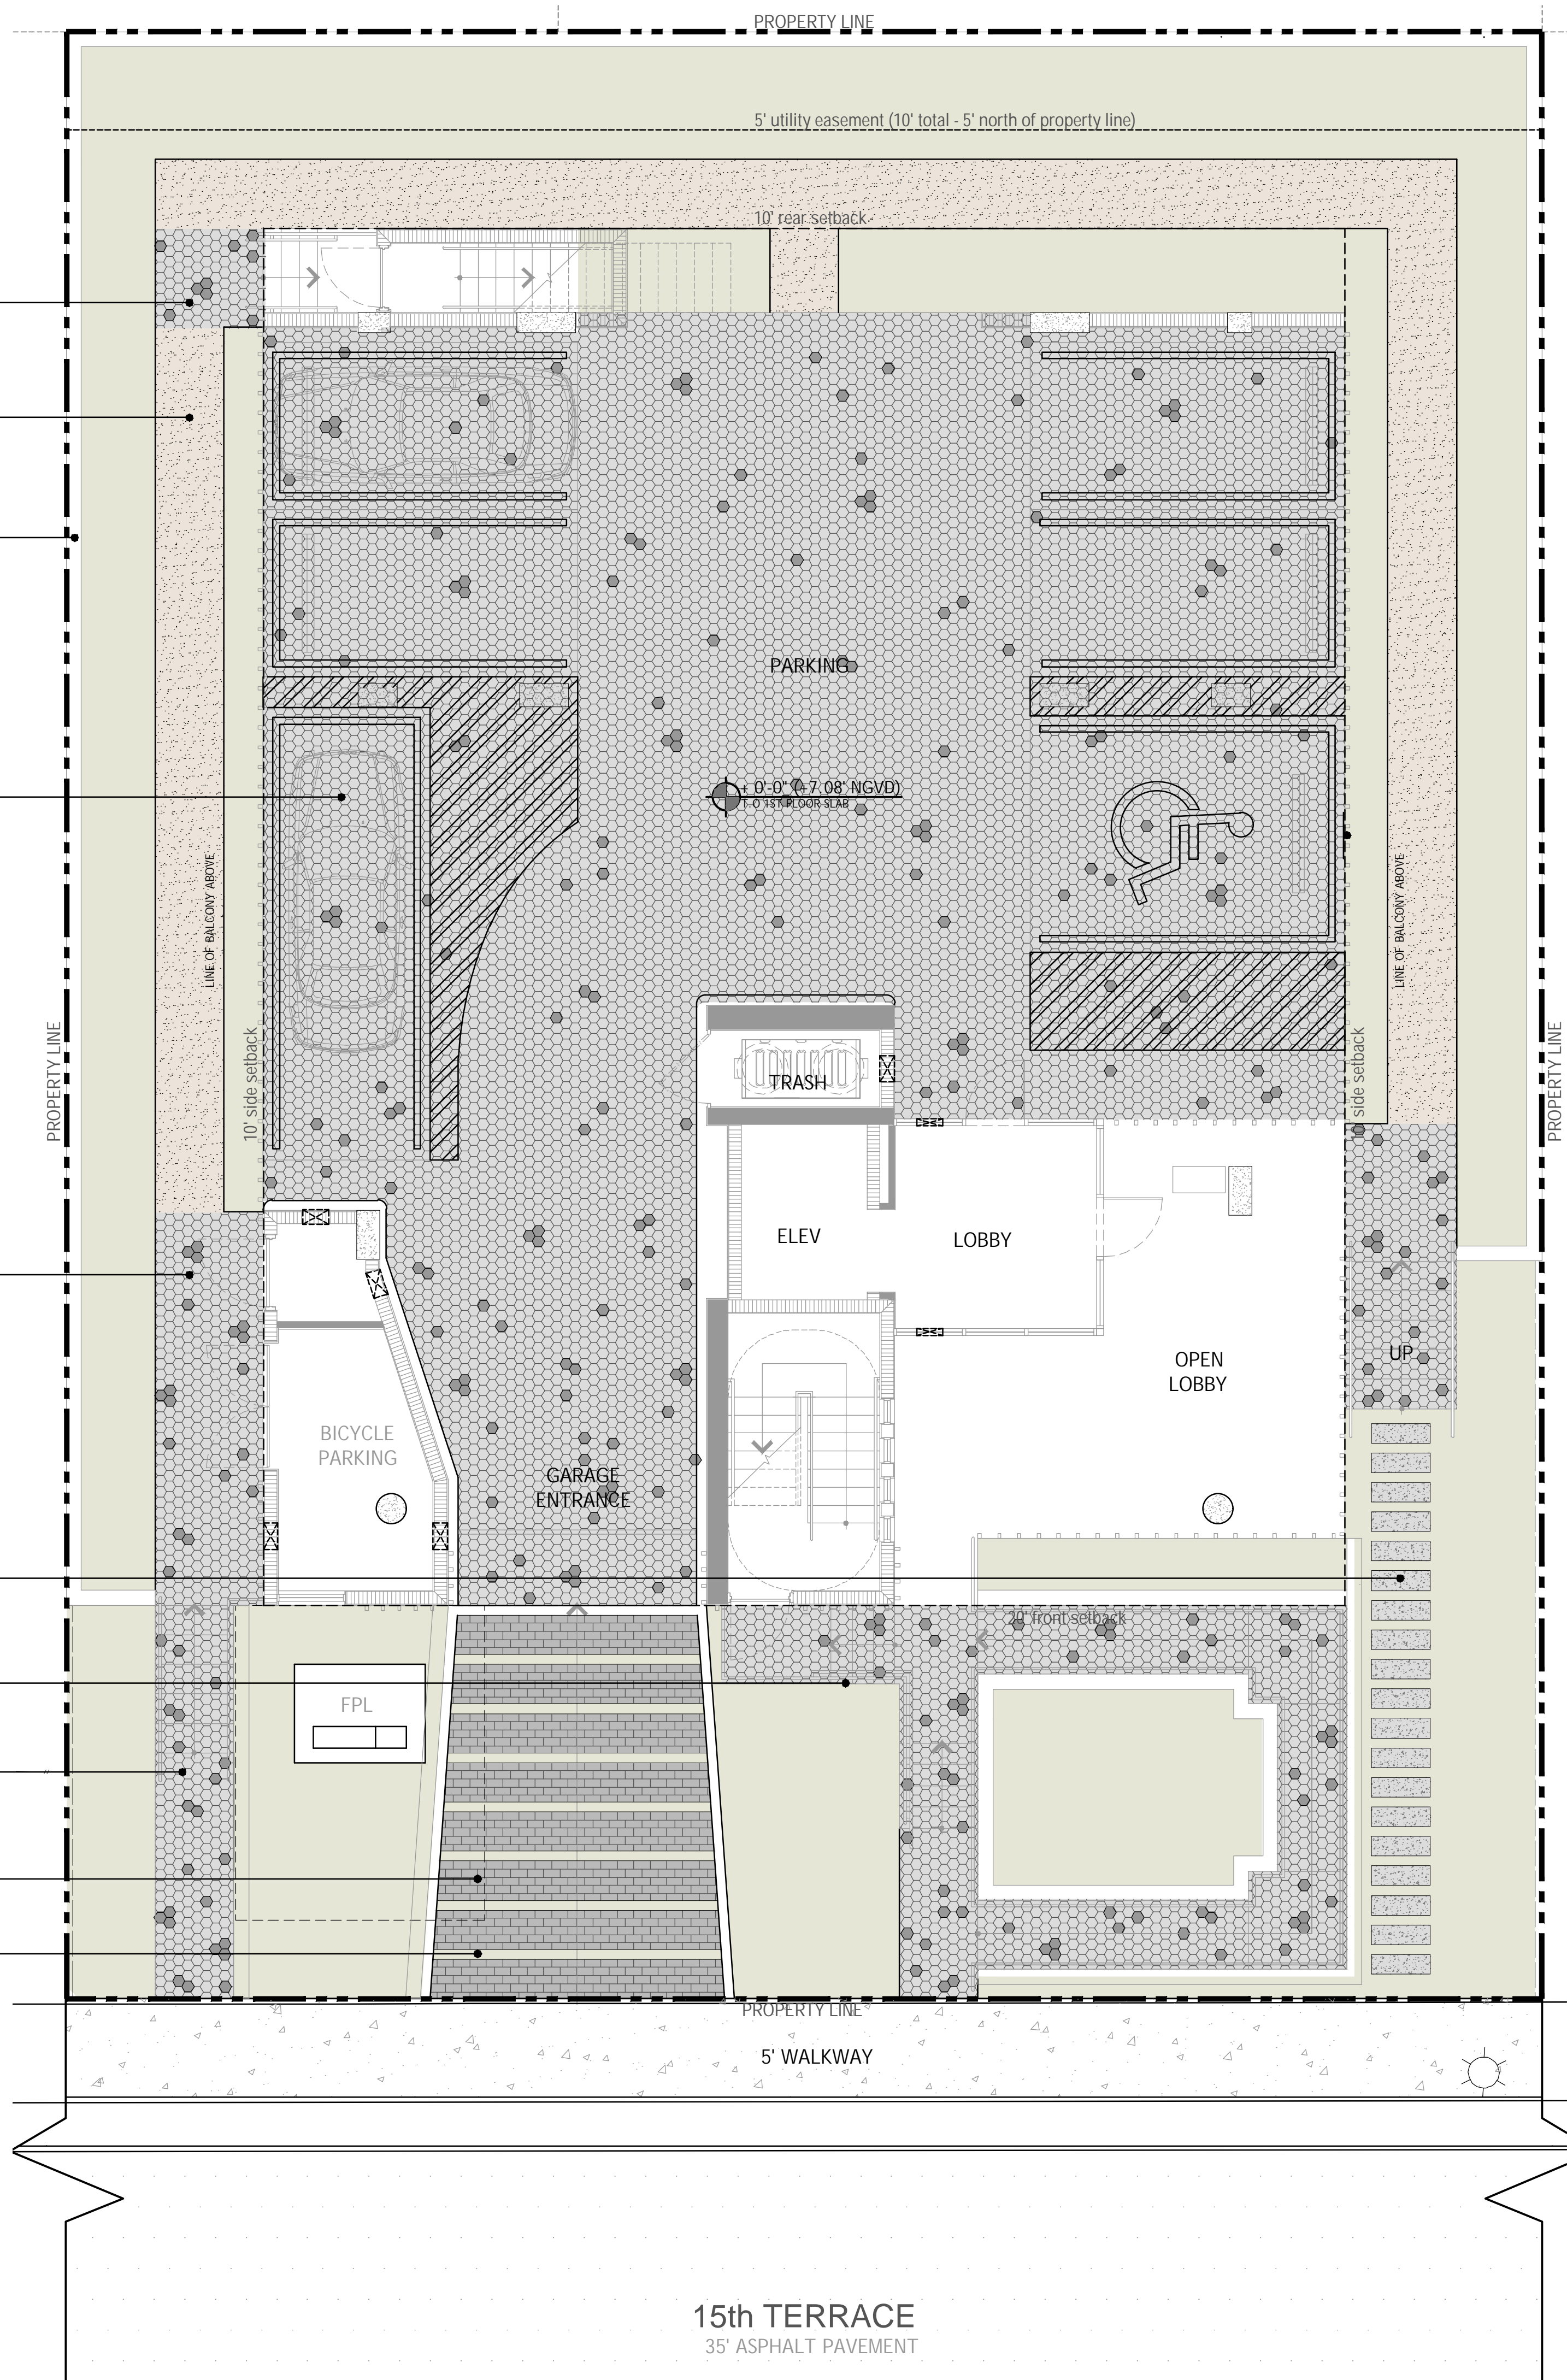 PROPERTY LINE
5' utility easement (10' total - 5' north of property line)
10' rear setback
PARKING
+ 0'-0" (+7.08' NGVD)
T.O 1ST FLOOR SLAB
LINE OF BALCONY ABOVE
LINE OF BALCONY ABOVE
PROPERTY LINE
10' side setback
10' side setback
PROPERTY LINE
TRASH
ELEV
LOBBY
OPEN
LOBBY
UP
BICYCLE
PARKING
GARAGE
ENTRANCE
20' front setback
FPL
PROPERTY LINE
5' WALKWAY
15th TERRACE
35' ASPHALT PAVEMENT